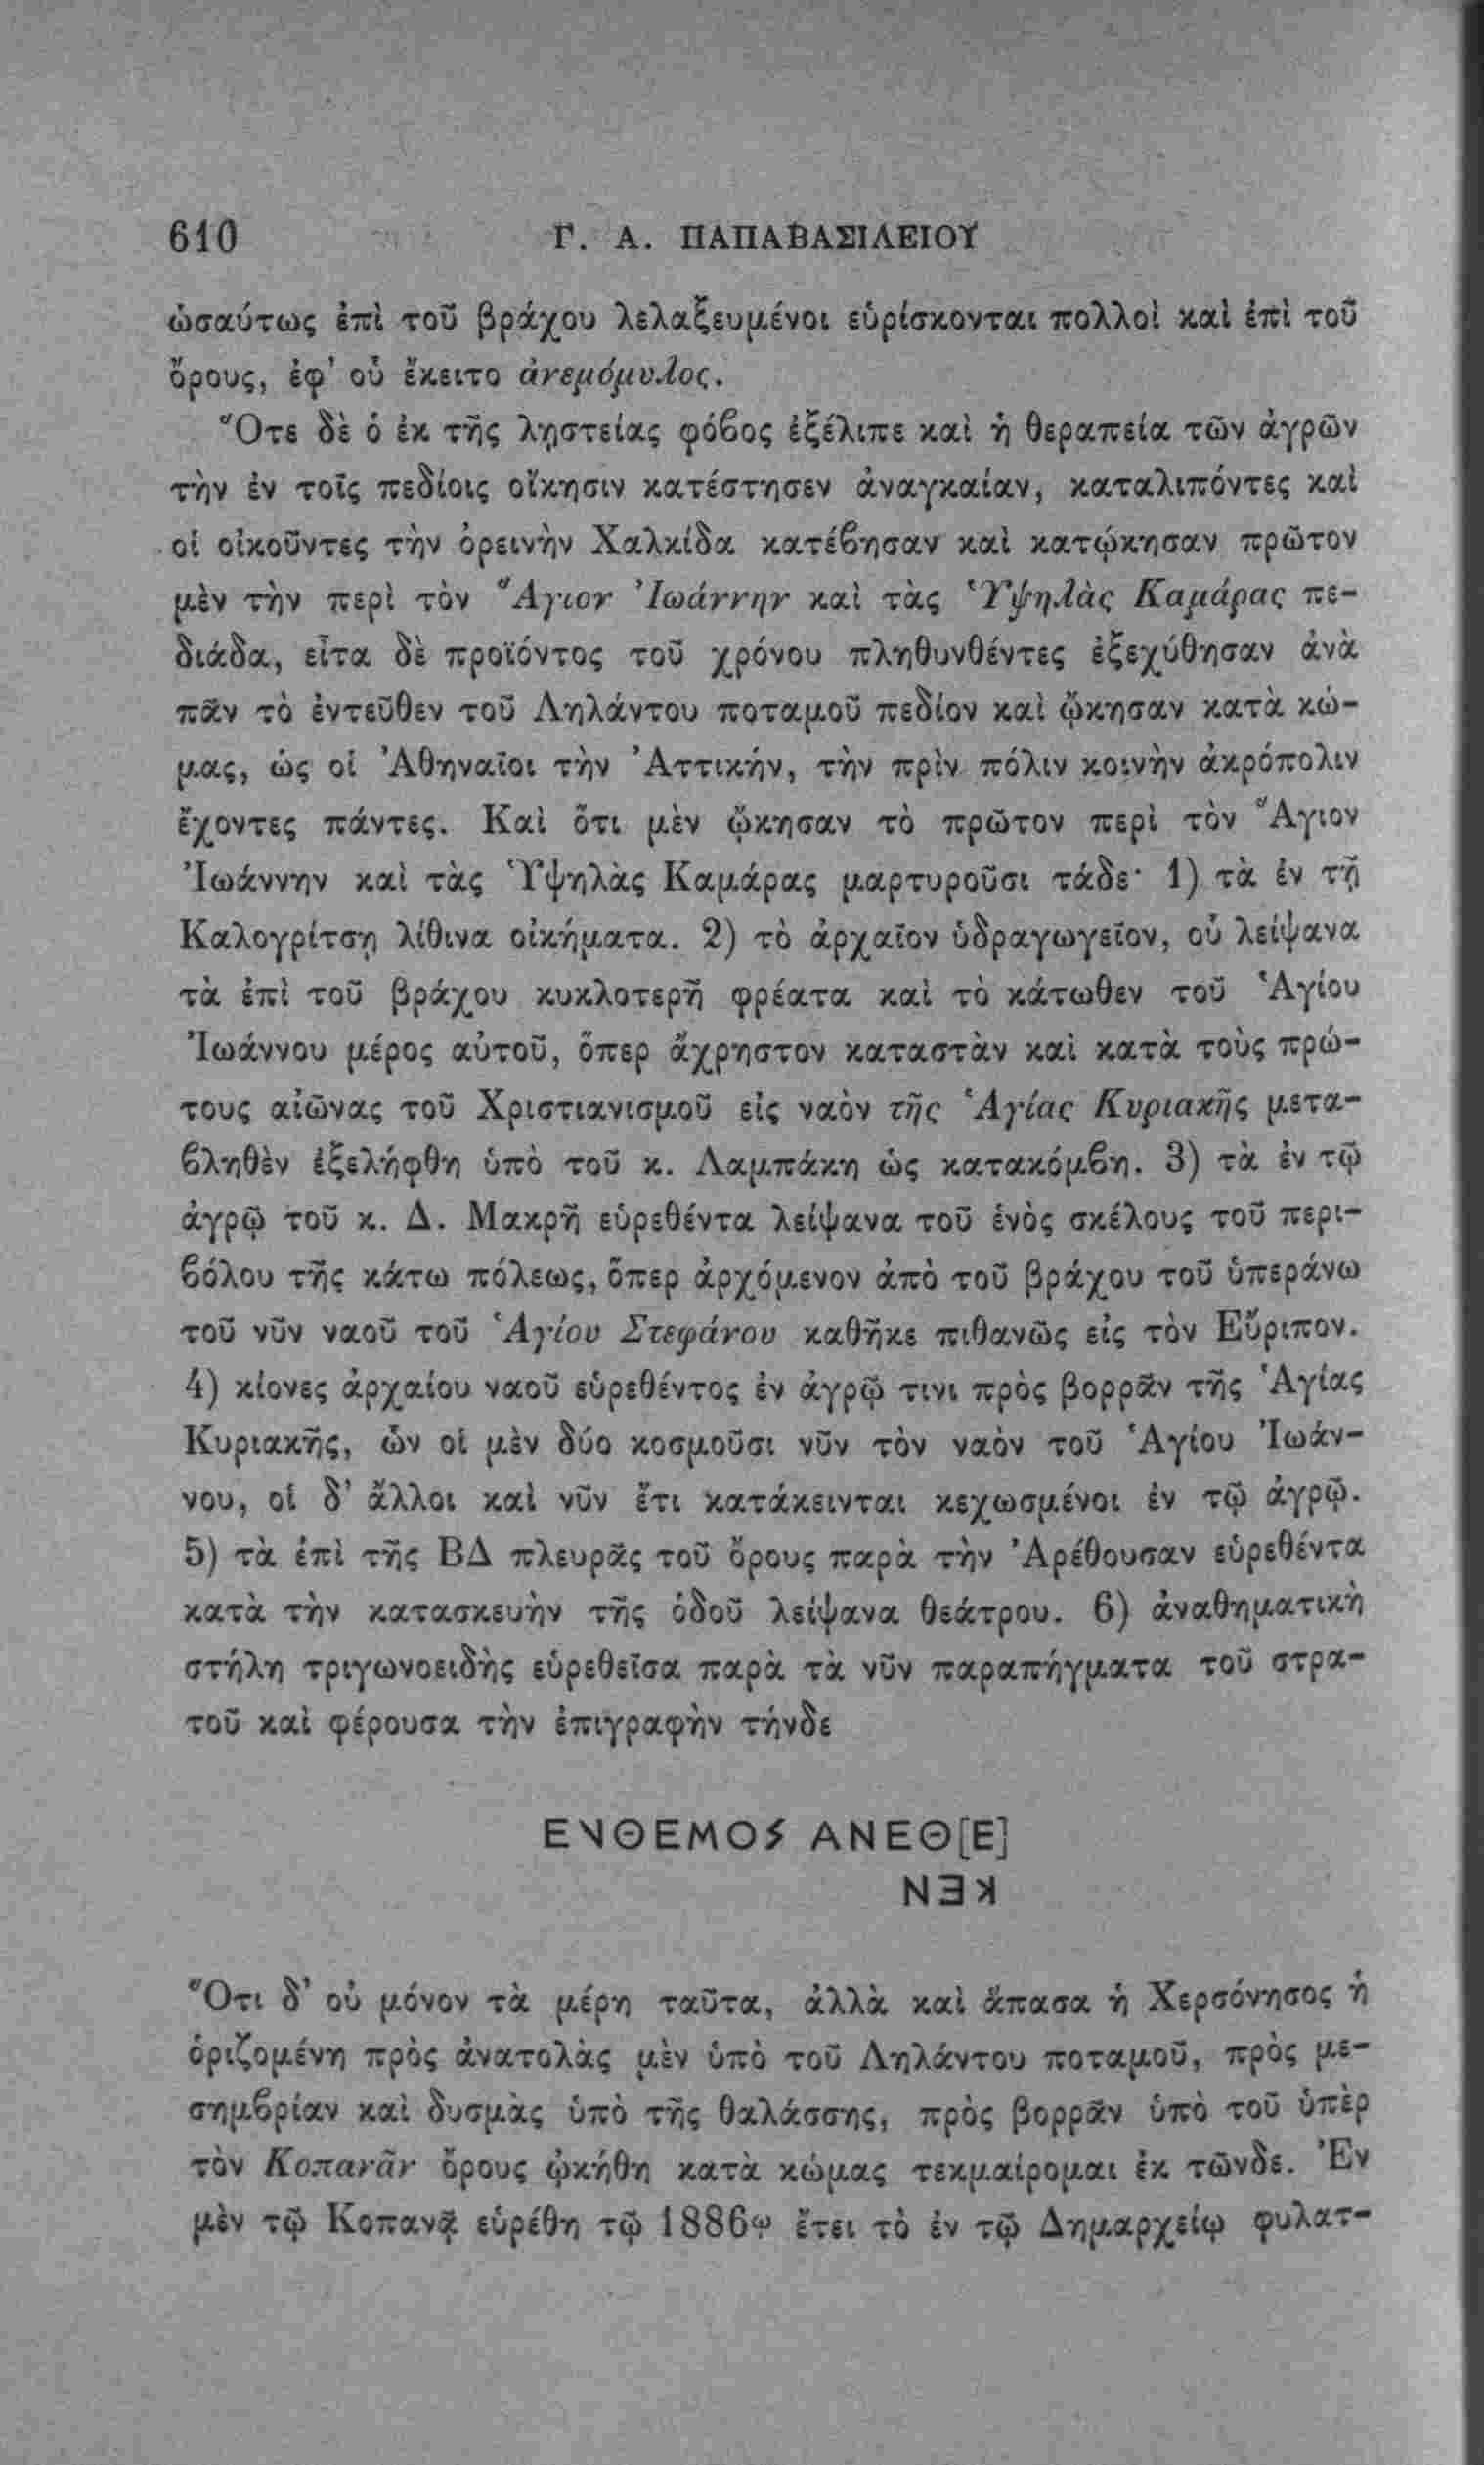 610 Γ. Α. ΠΑΠΑΒΑΣΙΛΕΙΟΥ
ὡσαύτως ἐπὶ τοῦ βράχου λελαξευμένοι εὑρίσκονται πολλοὶ καὶ ἐπὶ τοῦ
ὄρους, ἐφ' οὗ ἔκειτο ἀνεμόμυλος.
Ὅτε δὲ ὁ ἐκ τῆς λῃστείας φόβος ἐξέλιπε καὶ ἡ θεραπεία τῶν ἀγρῶν
τὴν ἐν τοῖς πεδίοις οἴκησιν κατέστησεν ἀναγκαίαν, καταλιπόντες καὶ
οἱ οἰκοῦντες τὴν ὀρεινὴν Χαλκίδα κατέβησαν καὶ κατῴκησαν πρῶτον
μὲν τὴν περὶ τὸν Ἅγιον Ἰωάννην καὶ τὰς Ὑψηλὰς Καμάρας πε-
διάδα, εἶτα δὲ προϊόντος τοῦ χρόνου πληθυνθέντες ἐξεχύθησαν ἀνὰ
πᾶν τὸ ἐντεῦθεν τοῦ Ληλάντου ποταμοῦ πεδίον καὶ ᾤκησαν κατὰ κώ-
μας, ὡς οἱ Ἀθηναῖοι τὴν Ἀττικήν, τὴν πρὶν πόλιν κοινὴν ἀκρόπολιν
ἔχοντες πάντες. Καὶ ὅτι μὲν ᾤκησαν τὸ πρῶτον περὶ τὸν Ἅγιον
Ἰωάννην καὶ τὰς Ὑψηλὰς Καμάρας μαρτυροῦσι τάδε· 1) τὰ ἐν τῇ
Καλογρίτσῃ λίθινα οἰκήματα. 2) τὸ ἀρχαῖον ὑδραγωγεῖον, οὗ λείψανα
τὰ ἐπὶ τοῦ βράχου κυκλοτερῆ φρέατα καὶ τὸ κάτωθεν τοῦ Ἁγίου
Ἰωάννου μέρος αὐτοῦ, ὅπερ ἄχρηστον καταστὰν καὶ κατὰ τοὺς πρώ-
τους αἰῶνας τοῦ Χριστιανισμοῦ εἰς ναὸν τῆς Ἁγίας Κυριακῆς μετα-
βληθὲν ἐξελήφθη ὑπὸ τοῦ κ. Λαμπάκη ὡς κατακόμβη. 3) τὰ ἐν τῷ
ἀγρῷ τοῦ κ. Δ. Μακρῆ εὑρεθέντα λείψανα τοῦ ἑνὸς σκέλους τοῦ περι-
βόλου τῆς κάτω πόλεως, ὅπερ ἀρχόμενον ἀπὸ τοῦ βράχου τοῦ ὑπεράνω
τοῦ νῦν ναοῦ τοῦ Ἁγίου Στεφάνου καθῆκε πιθανῶς εἰς τὸν Εὔριπον.
4) κίονες ἀρχαίου ναοῦ εὑρεθέντος ἐν ἀγρῷ τινι πρὸς βορρᾶν τῆς Ἁγίας
Κυριακῆς, ὧν οἱ μὲν δύο κοσμοῦσι νῦν τὸν ναὸν τοῦ Ἁγίου Ἰωάν-
νου, οἱ δ' ἄλλοι καὶ νῦν ἔτι κατάκεινται κεχωσμένοι ἐν τῷ ἀγρῷ.
5) τὰ ἐπὶ τῆς ΒΔ πλευρᾶς τοῦ ὄρους παρὰ τὴν Ἀρέθουσαν εὑρεθέντα
κατὰ τὴν κατασκευὴν τῆς ὁδοῦ λείψανα θεάτρου. 6) ἀναθηματικὴ
στήλη τριγωνοειδὴς εὑρεθεῖσα παρὰ τὰ νῦν παραπήγματα τοῦ στρα-
τοῦ καὶ φέρουσα τὴν ἐπιγραφὴν τήνδε
ΕΝΘΕΜΟΣ ΑΝΕΘ[Ε]
ΝΕΚ
Ὅτι δ' οὐ μόνον τὰ μέρη ταῦτα, ἀλλὰ καὶ ἅπασα ἡ Χερσόνησος ἡ
ὁριζομένη πρὸς ἀνατολὰς μὲν ὑπὸ τοῦ Ληλάντου ποταμοῦ, πρὸς με-
σημβρίαν καὶ δυσμὰς ὑπὸ τῆς θαλάσσης, πρὸς βορρᾶν ὑπὸ τοῦ ὑπὲρ
τὸν Κοπανᾶν ὄρους ᾠκήθη κατὰ κώμας τεκμαίρομαι ἐκ τῶνδε. Ἐν
μὲν τῷ Κοπανᾷ εὑρέθη τῷ 1886ῳ ἔτει τὸ ἐν τῷ Δημαρχείῳ φυλατ-